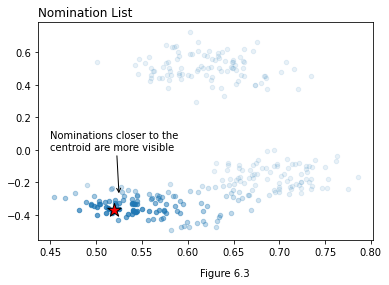 Nomination List
0.6
0.4
0.2
0.0
−0.2
−0.4
Nominations closer to the
centroid are more visible
0.45 0.50 0.55 0.60 0.65 0.70 0.75 0.80
Figure 6.3